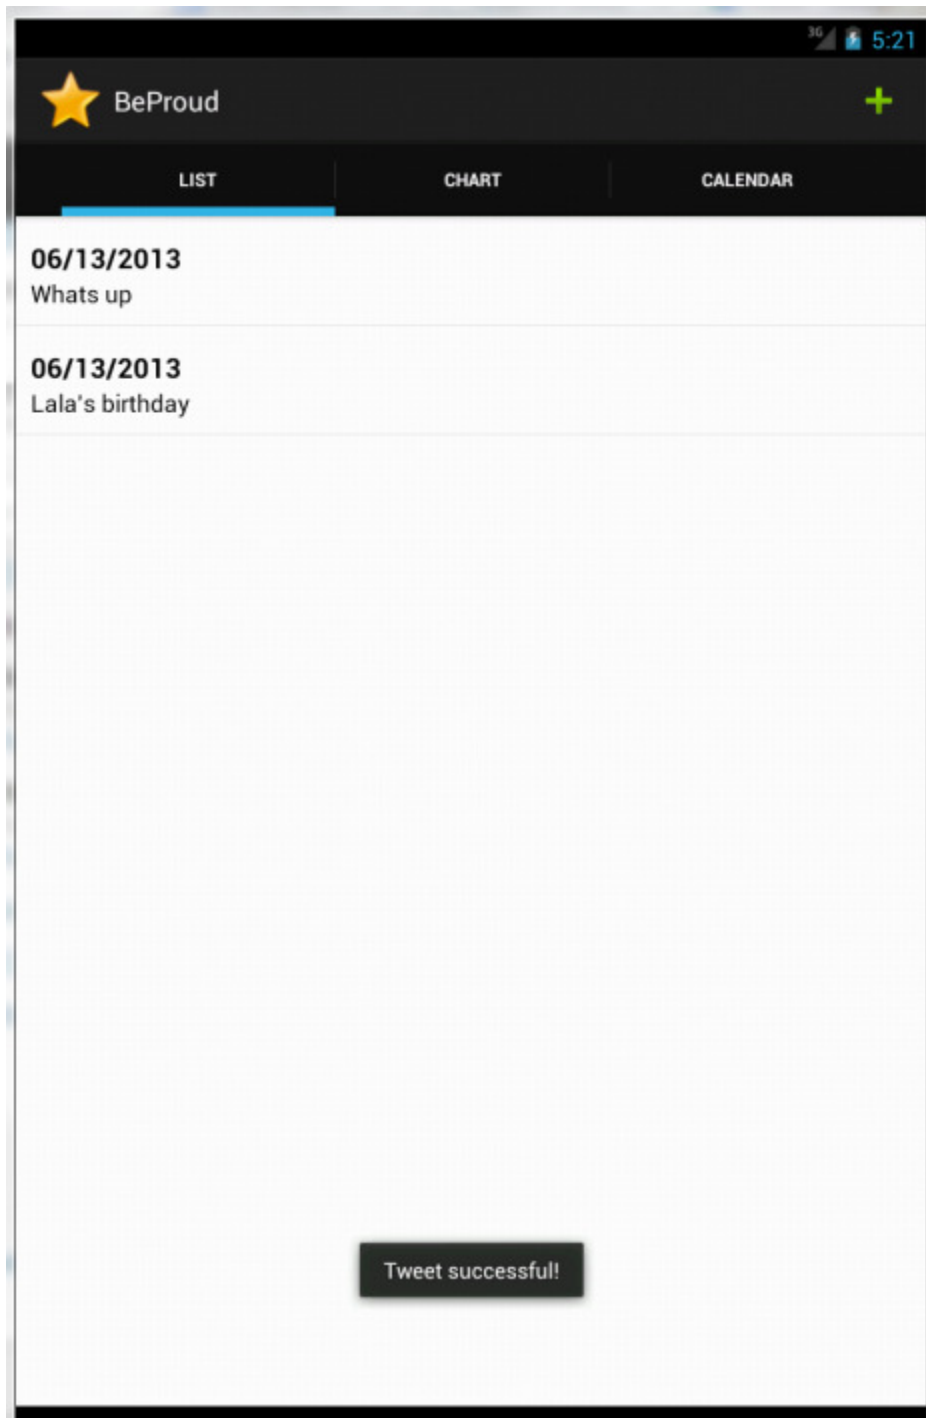 3G 5:21
BeProud
LIST CHART CALENDAR
06/13/2013
Whats up
06/13/2013
Lala's birthday
Tweet successful!